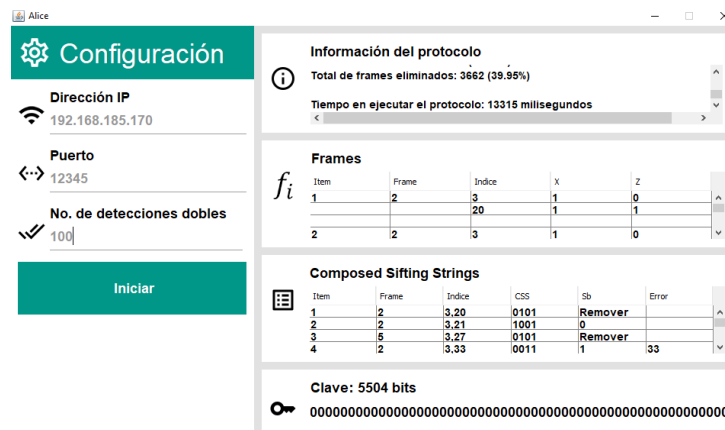 Alice
Configuración
Dirección IP
192.168.185.170
Puerto
12345
No. de detecciones dobles
100
Iniciar
Información del protocolo
Total de frames eliminados: 3662 (39.95%)
Tiempo en ejecutar el protocolo: 13315 milisegundos
fi
Frames
Item Frame Indice X Z
1 2 3 1 0
20 1 1
2 2 3 1 0
Composed Sifting Strings
Item Frame Indice CSS Sb Error
1 2 3,20 0101 Remover
2 2 3,21 1001 0
3 5 3,27 0101 Remover
4 2 3,33 0011 1 33
Clave: 5504 bits